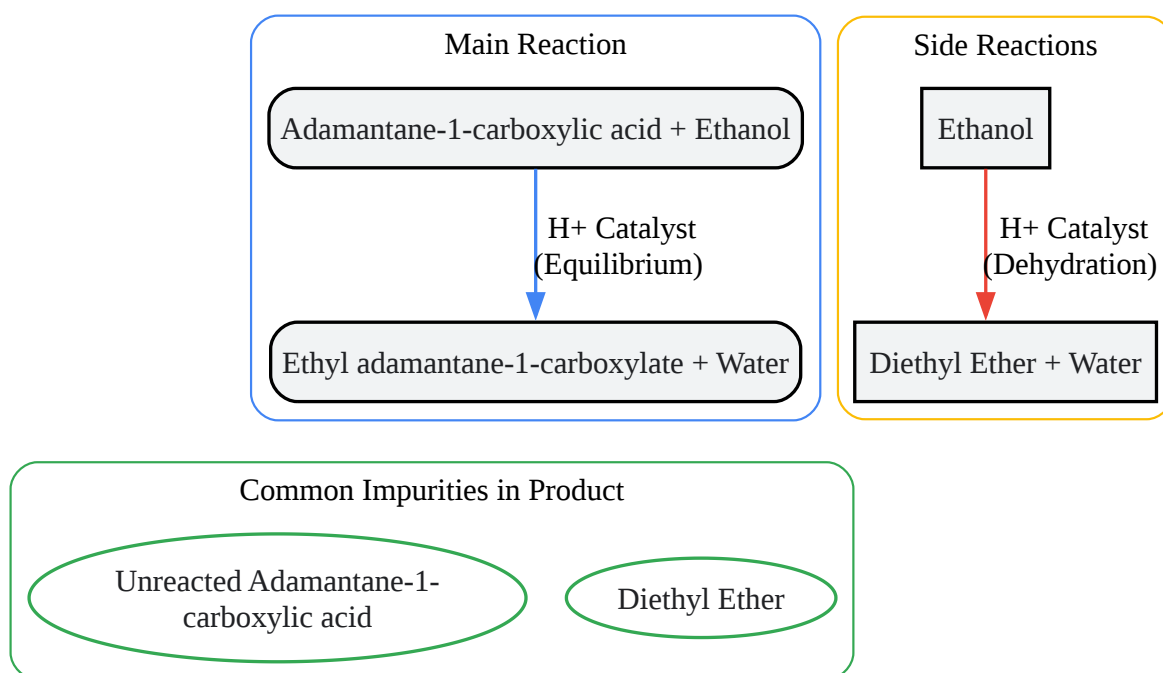 Main Reaction
Adamantane-1-carboxylic acid + Ethanol
H+ Catalyst
(Equilibrium)
Ethyl adamantane-1-carboxylate + Water
Side Reactions
Ethanol
H+ Catalyst
(Dehydration)
Diethyl Ether + Water
Common Impurities in Product
Unreacted Adamantane-1-
carboxylic acid
Diethyl Ether